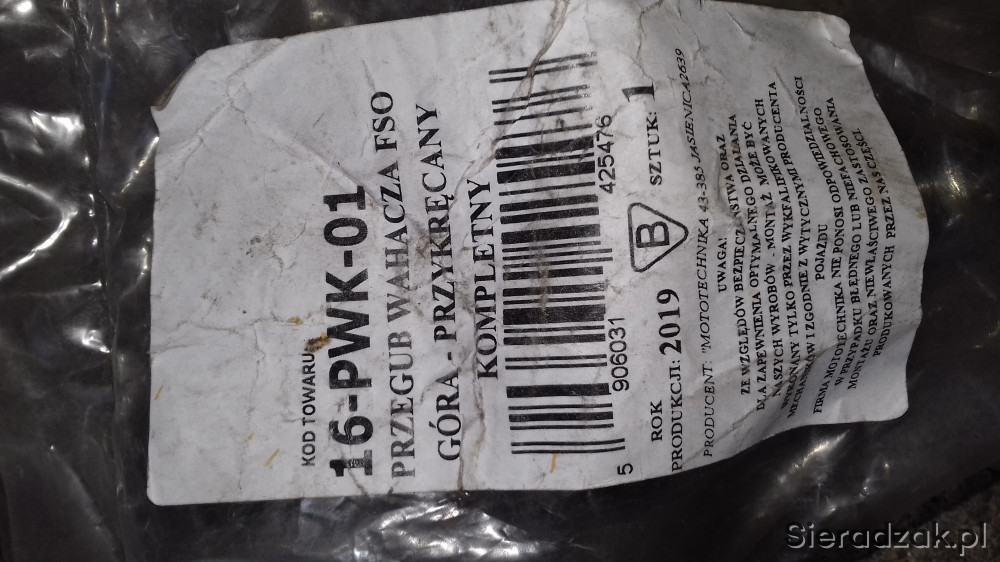 KOD TOWARU
16-PWK-01
PRZEGUB WAHACZA FSO
GÓRA - PRZYKRĘCANY
KOMPLETNY
5 906031 425476
ROK
PRODUKCJI: 2019
B
SZTUK: 1
PRODUCENT: "MOTOTECHNIKA 43-385 JASIENICA 2639
UWAGA!
ZE WZGLĘDÓW BEZPIECZEŃSTWA ORAZ
DLA ZAPEWNIENIA OPTYMALNEGO DZIAŁANIA
NASZYCH WYROBÓW - MONTAŻ MOŻE BYĆ
WYKONANY TYLKO PRZEZ WYKFALIFIKOWANYCH
MECHANIKÓW I ZGODNIE Z WYTYCZNYMI PRODUCENTA
POJAZDU
FIRMA MOTOTECHNIKA NIE PONOSI ODPOWIEDZIALNOŚCI
W PRZYPADKU BŁĘDNEGO LUB NIEFACHOWEGO
MONTAŻU ORAZ NIEWŁAŚCIWEGO ZASTOSOWANIA
PRODUKOWANYCH PRZEZ NAS CZĘŚCI.
Sieradzak.pl